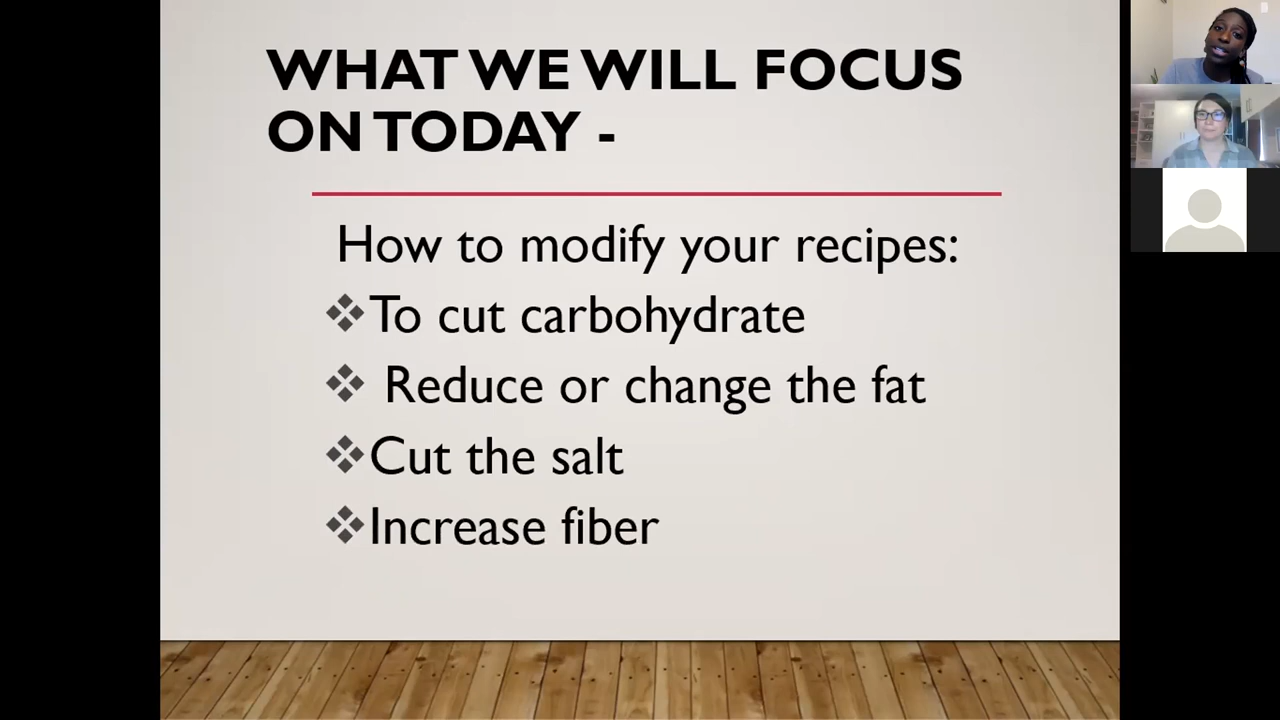 WHAT WE WILL FOCUS
ON TODAY -
How to modify your recipes:
❖To cut carbohydrate
❖ Reduce or change the fat
❖Cut the salt
❖Increase fiber